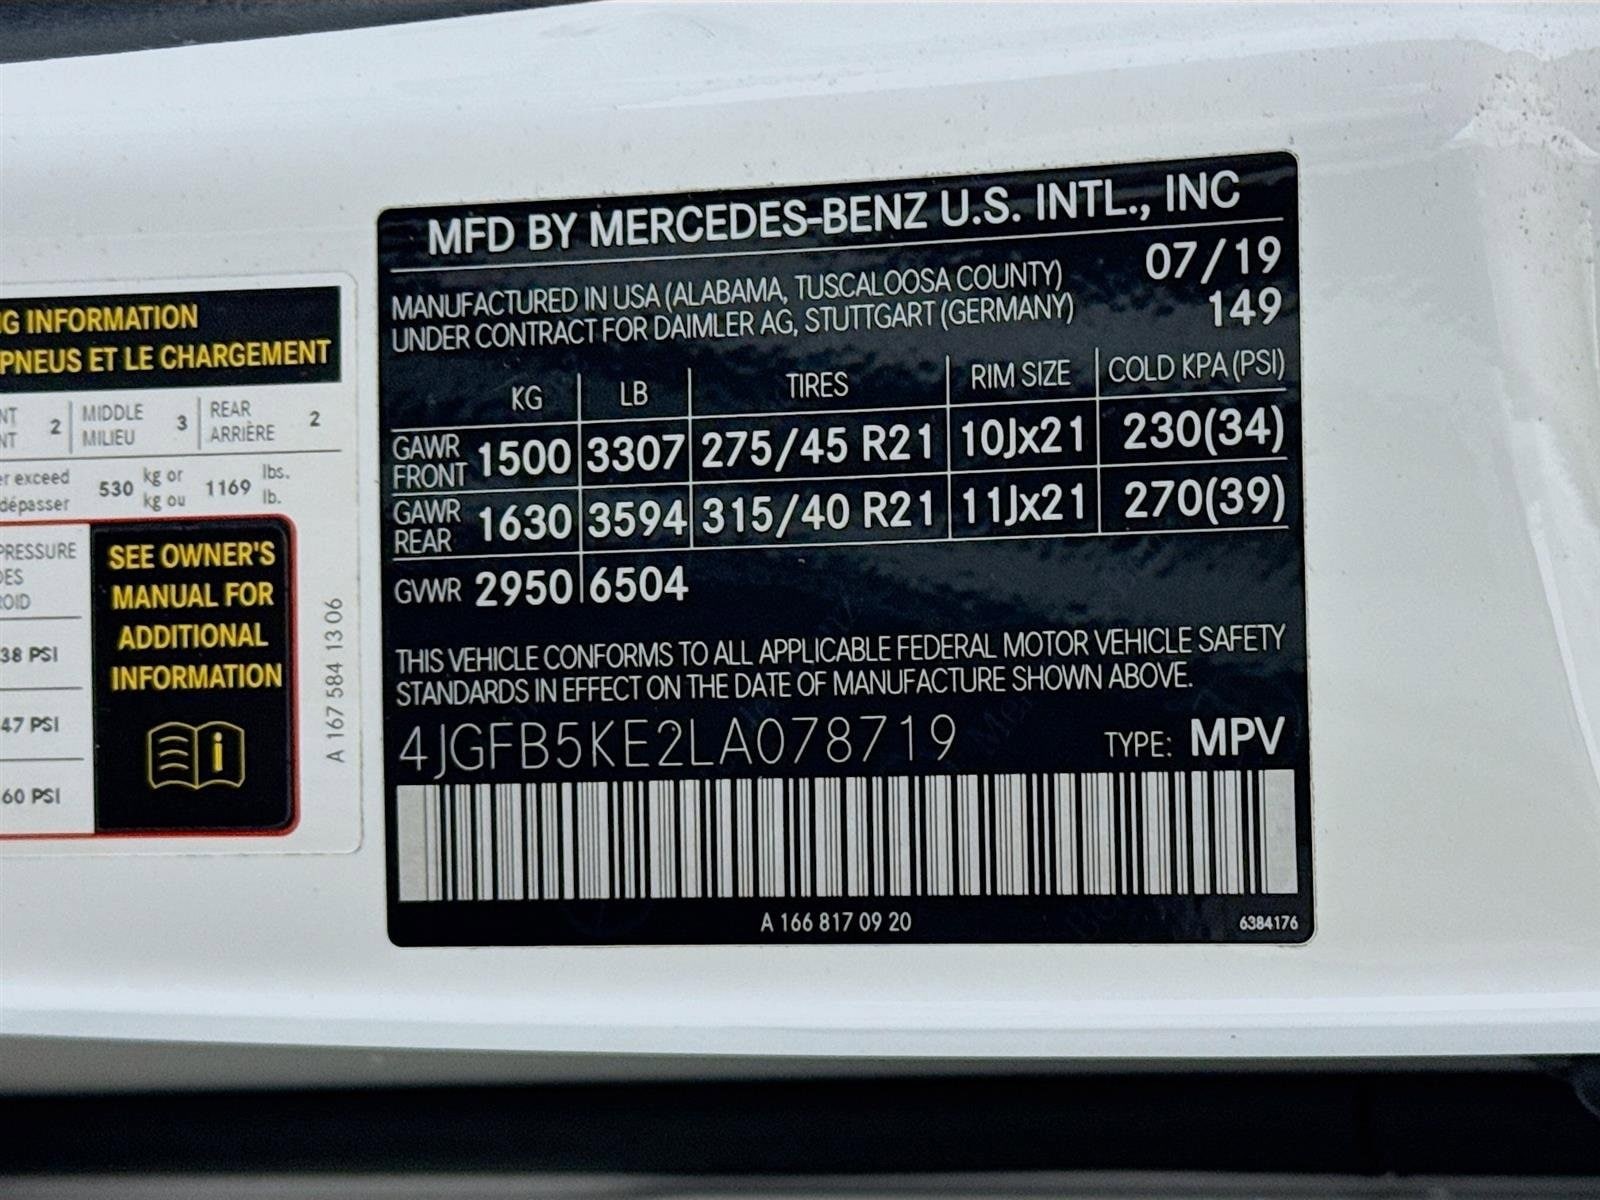 G INFORMATION
PNEUS ET LE CHARGEMENT
NT 2 MIDDLE 3 REAR 2
NT MILIEU ARRIÈRE
er exceed 530 kg or 1169 lbs.
dépasser kg ou lb.
PRESSURE
DES
ROID
38 PSI
47 PSI
60 PSI
SEE OWNER'S
MANUAL FOR
ADDITIONAL
INFORMATION
A 167 584 13 06
MFD BY MERCEDES-BENZ U.S. INTL., INC
MANUFACTURED IN USA (ALABAMA, TUSCALOOSA COUNTY) 07/19
UNDER CONTRACT FOR DAIMLER AG, STUTTGART (GERMANY) 149
KG LB TIRES RIM SIZE COLD KPA (PSI)
GAWR FRONT 1500 3307 275/45 R21 10Jx21 230(34)
GAWR REAR 1630 3594 315/40 R21 11Jx21 270(39)
GVWR 2950 6504
THIS VEHICLE CONFORMS TO ALL APPLICABLE FEDERAL MOTOR VEHICLE SAFETY
STANDARDS IN EFFECT ON THE DATE OF MANUFACTURE SHOWN ABOVE.
4JGFB5KE2LA078719 TYPE: MPV
A 166 817 09 20 6384176